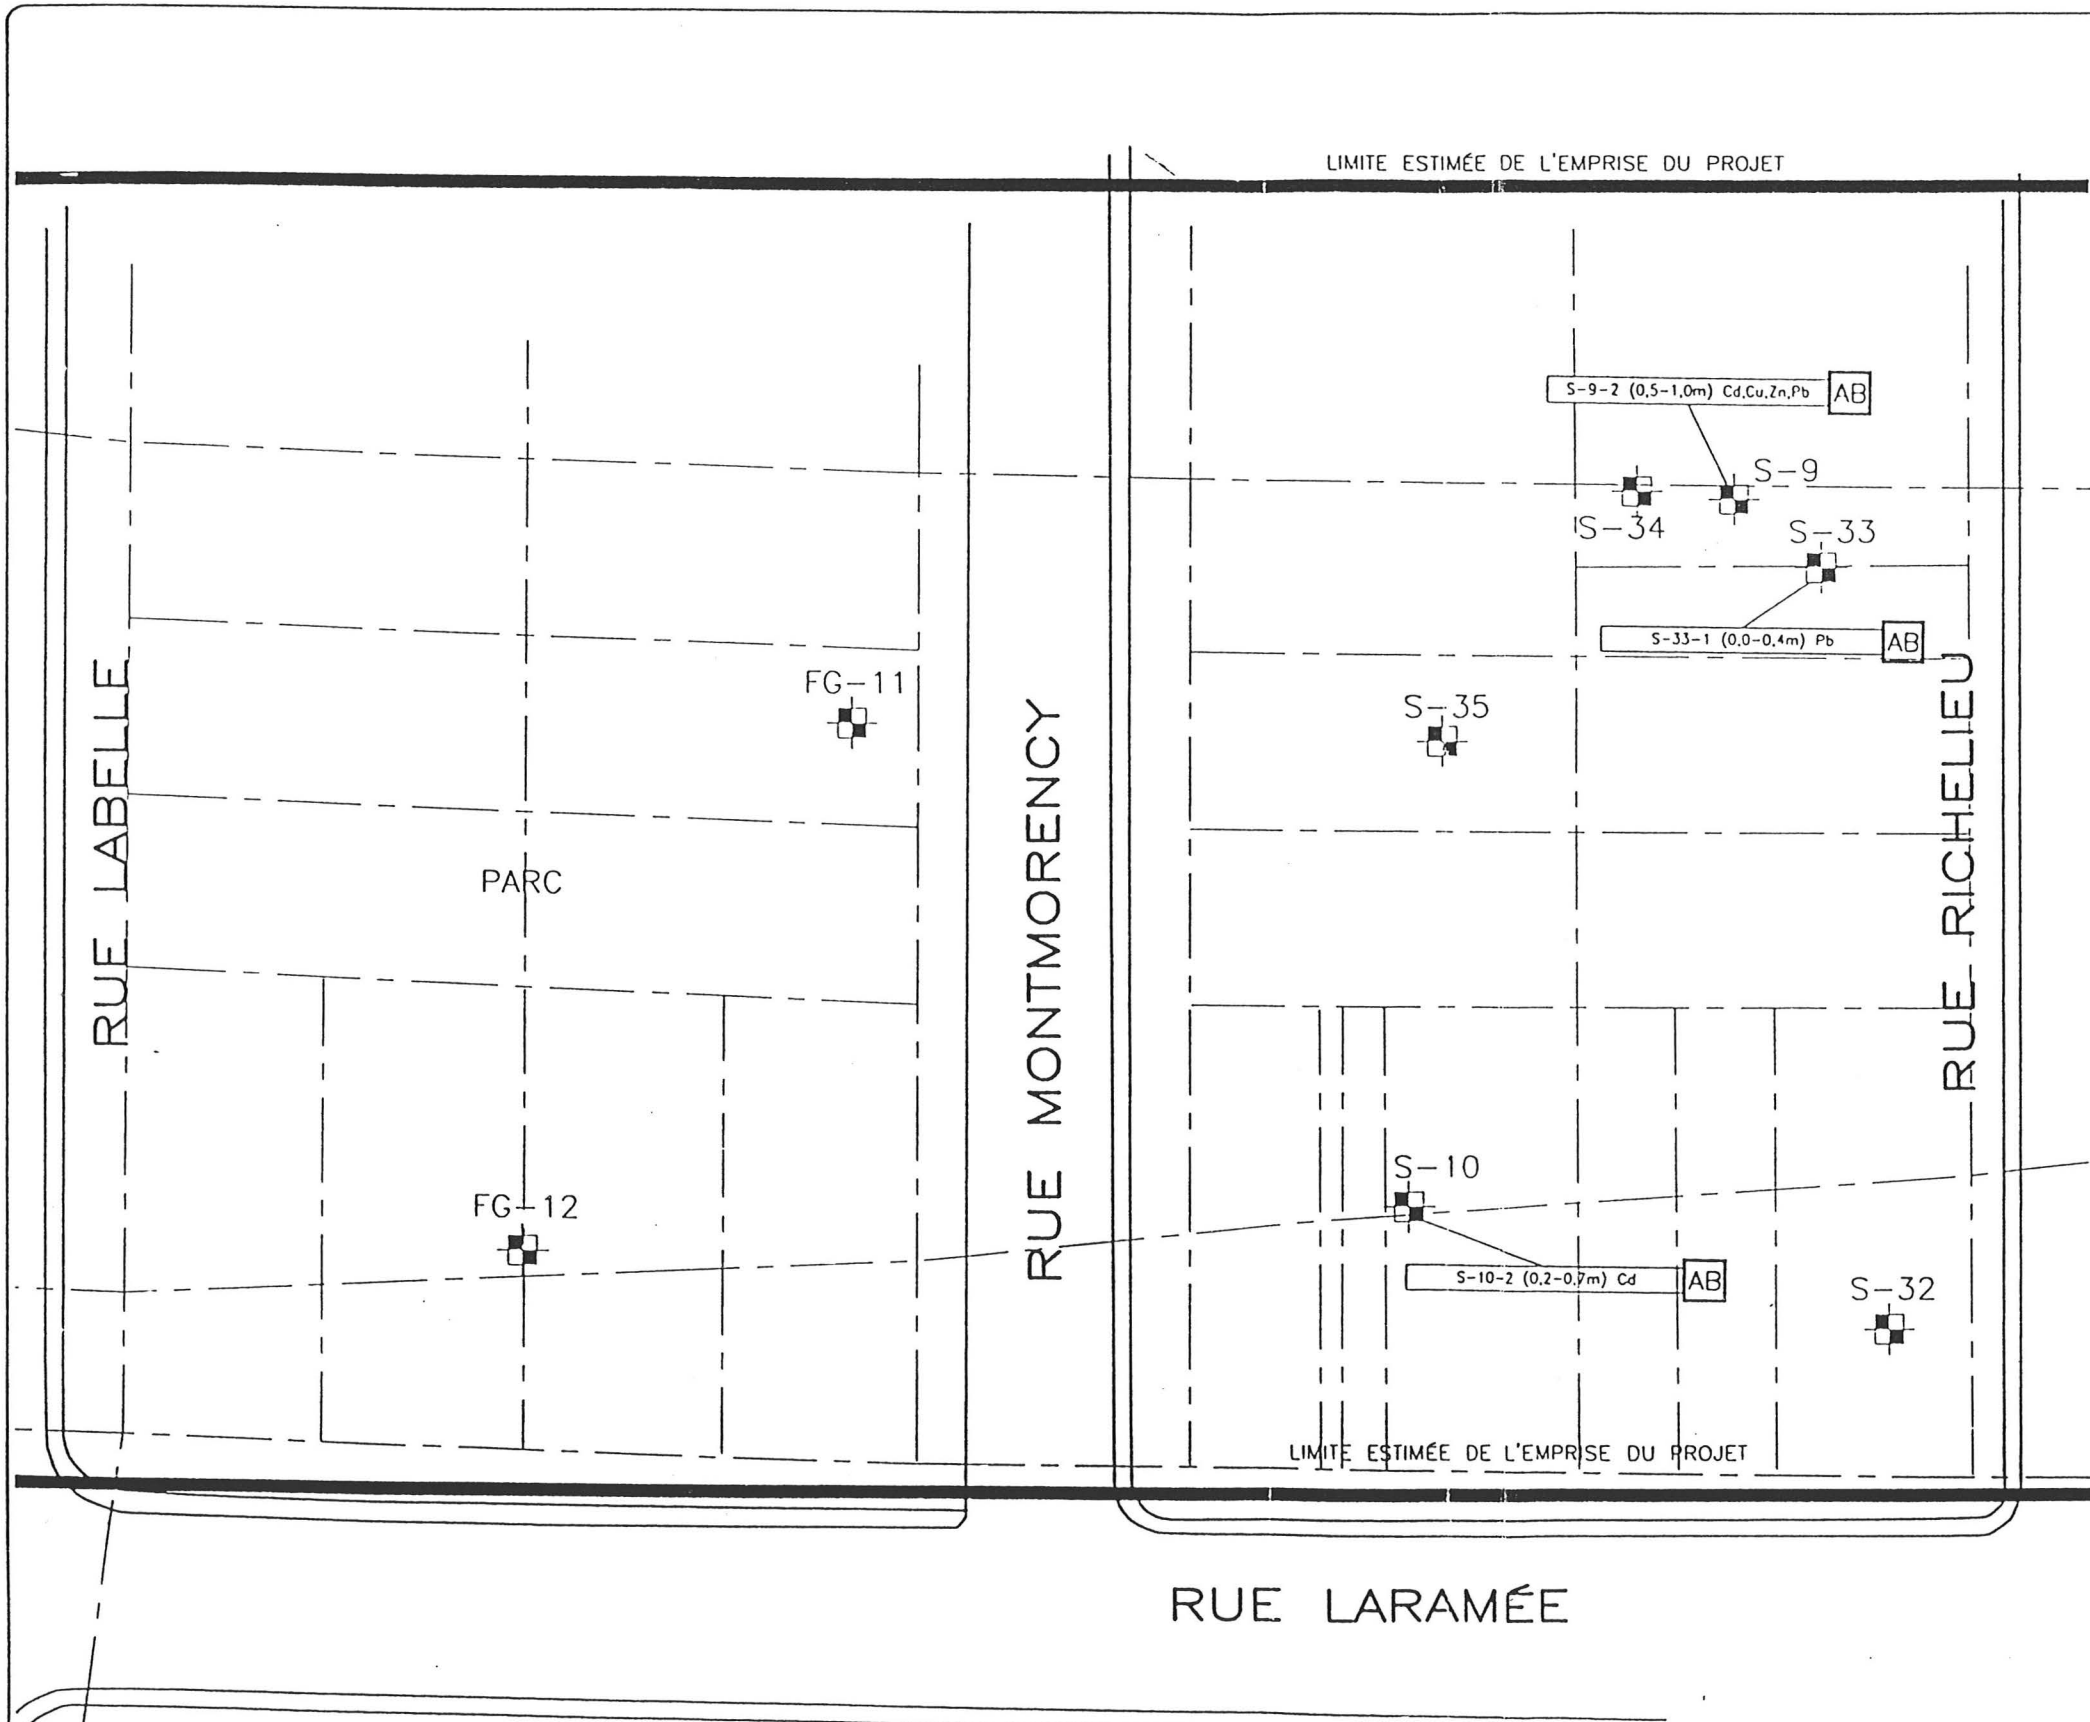 LIMITE ESTIMÉE DE L'EMPRISE DU PROJET
S-9-2 (0,5-1,0m) Cd,Cu,Zn,Pb AB
S-9
S-34
S-33
S-33-1 (0,0-0,4m) Pb AB
FG-11
S-35
RUE LABELLE
RUE MONTMORENCY
RUE RICHELIEU
PARC
S-10
FG-12
S-10-2 (0,2-0,7m) Cd AB
S-32
LIMITE ESTIMÉE DE L'EMPRISE DU PROJET
RUE LARAMÉE